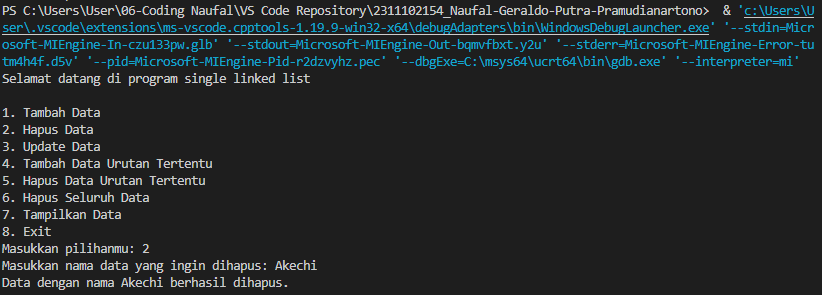 PS C:\Users\User\06-Coding Naufal\VS Code Repository\2311102154_Naufal-Geraldo-Putra-Pramudianartono>  & 'c:\Users\U
ser\.vscode\extensions\ms-vscode.cpptools-1.19.9-win32-x64\debugAdapters\bin\WindowsDebugLauncher.exe' '--stdin=Micr
osoft-MIEngine-In-czu133pw.glb' '--stdout=Microsoft-MIEngine-Out-bqmvfbxt.y2u' '--stderr=Microsoft-MIEngine-Error-tu
tm4h4f.d5v' '--pid=Microsoft-MIEngine-Pid-r2dzvyhz.pec' '--dbgExe=C:\msys64\ucrt64\bin\gdb.exe' '--interpreter=mi'
Selamat datang di program single linked list
1. Tambah Data
2. Hapus Data
3. Update Data
4. Tambah Data Urutan Tertentu
5. Hapus Data Urutan Tertentu
6. Hapus Seluruh Data
7. Tampilkan Data
8. Exit
Masukkan pilihanmu: 2
Masukkan nama data yang ingin dihapus: Akechi
Data dengan nama Akechi berhasil dihapus.